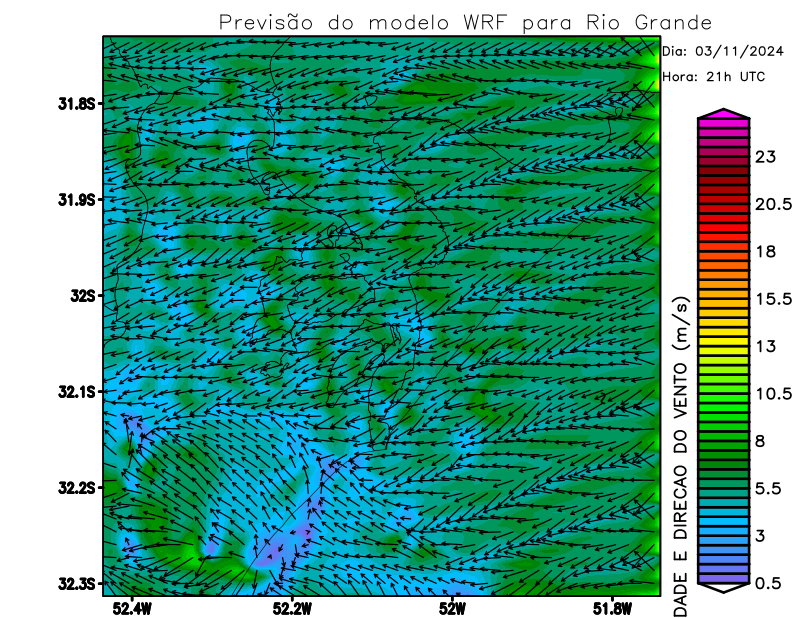 Previsão do modelo WRF para Rio Grande
Dia: 03/11/2024
Hora: 21h UTC
31.8S
31.9S
32S
32.1S
32.2S
32.3S
52.4W
52.2W
52W
51.8W
23
20.5
18
15.5
13
10.5
8
5.5
3
0.5
DADE E DIRECAO DO VENTO (m/s)